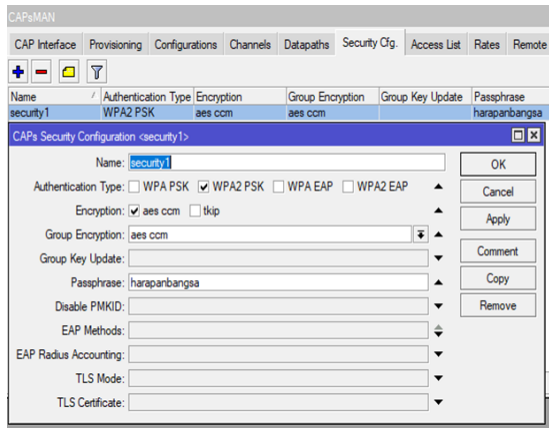 CAPsMAN
CAP Interface Provisioning Configurations Channels Datapaths Security Cfg. Access List Rates Remote
Name / Authentication Type Encryption Group Encryption Group Key Update Passphrase
security1 WPA2 PSK aes ccm aes ccm harapanbangsa
CAPs Security Configuration <security1>
Name: security1 OK
Authentication Type: WPA PSK WPA2 PSK WPA EAP WPA2 EAP Cancel
Encryption: aes ccm tkip Apply
Group Encryption: aes ccm
Group Key Update: Comment
Passphrase: harapanbangsa Copy
Disable PMKID: Remove
EAP Methods:
EAP Radius Accounting:
TLS Mode:
TLS Certificate: